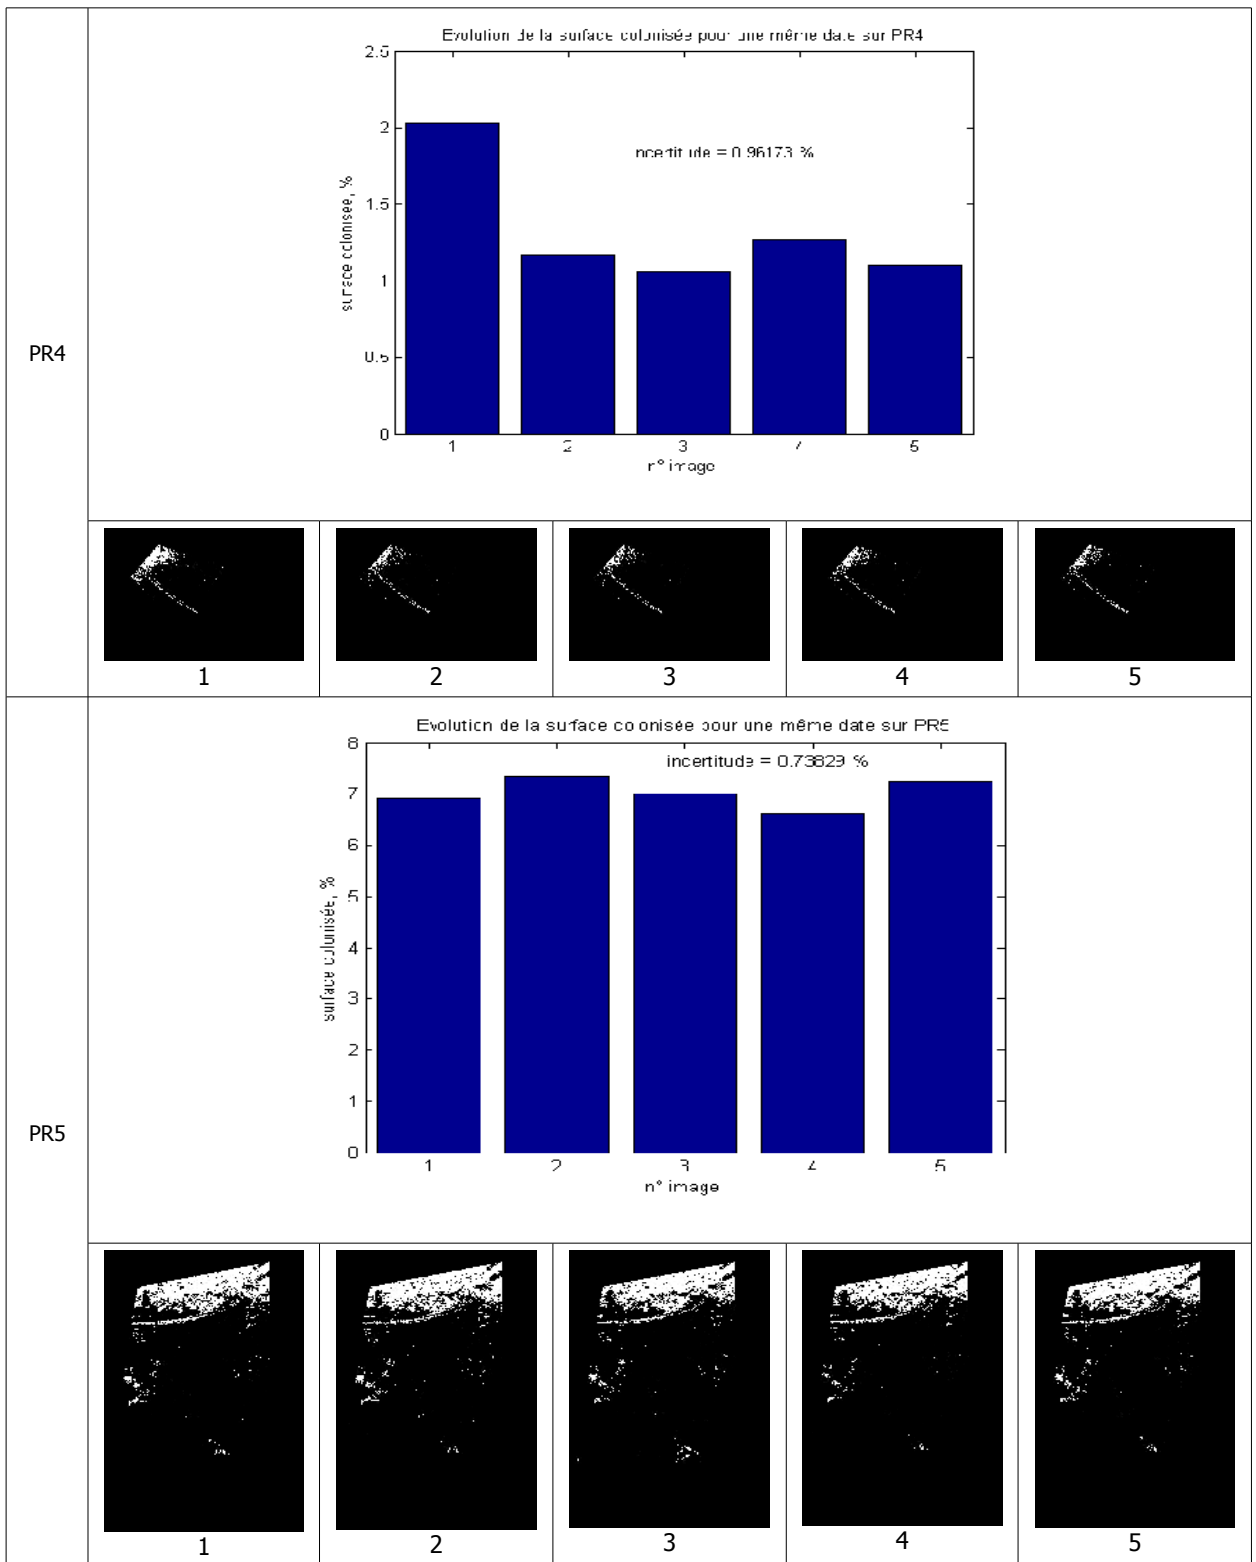 PR4
Evolution de la surface colonisée pour une même date sur PR4
2.5
2
1.5
1
0.5
0
surface colonisée, %
ncertitude = 0.96173 %
1 2 3 4 5
n° image
1 2 3 4 5
PR5
Evolution de la surface colonisée pour une même date sur PR5
8
7
6
5
4
3
2
1
0
surface colonisée, %
incertitude = 0.73829 %
1 2 3 4 5
n° image
1 2 3 4 5